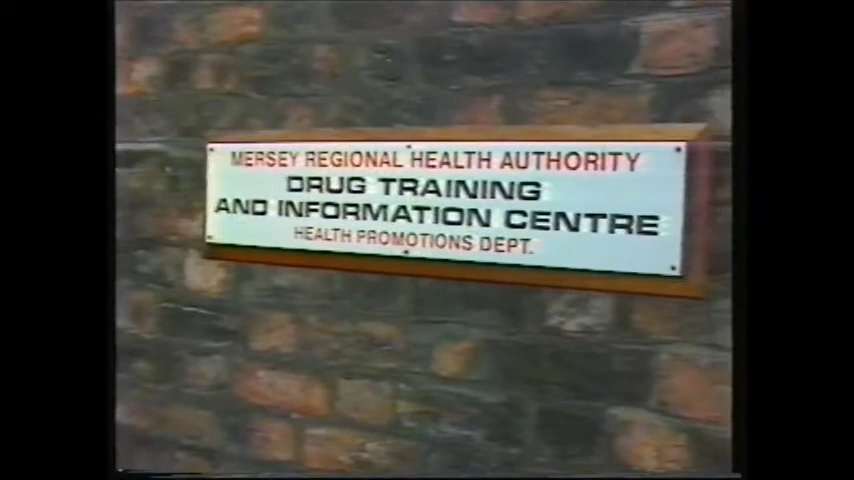 MERSEY REGIONAL HEALTH AUTHORITY
DRUG TRAINING
AND INFORMATION CENTRE
HEALTH PROMOTIONS DEPT.